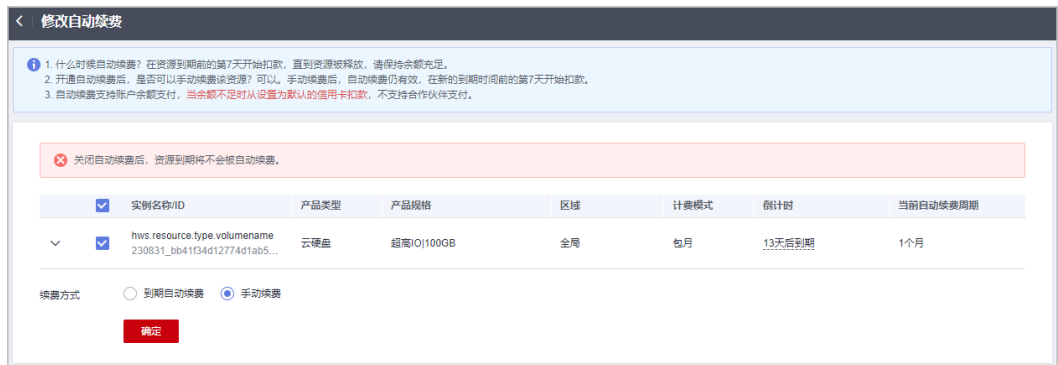 修改自动续费
1. 什么时候自动续费？在资源到期前的第7天开始扣款，直到资源被释放，请保持余额充足。
2. 开通自动续费后，是否可以手动续费该资源？可以。手动续费后，自动续费仍有效，在新的到期时间前的第7天开始扣款。
3. 自动续费支持账户余额支付，当余额不足时从设置为默认的信用卡扣款，不支持合作伙伴支付。
关闭自动续费后，资源到期将不会被自动续费。
实例名称/ID 产品类型 产品规格 区域 计费模式 倒计时 当前自动续费周期
hws.resource.type.volumename 云硬盘 超高IO|100GB 全局 包月 13天后到期 1个月
230831_bb41f34d12774d1ab5...
续费方式 到期自动续费 手动续费
确定